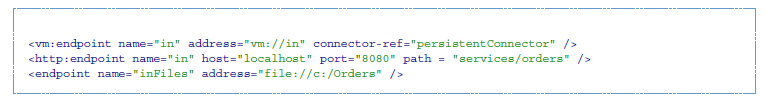 <vm:endpoint name="in" address="vm://in" connector-ref="persistentConnector" />
<http:endpoint name="in" host="localhost" port="8080" path = "services/orders" />
<endpoint name="inFiles" address="file://c:/Orders" />